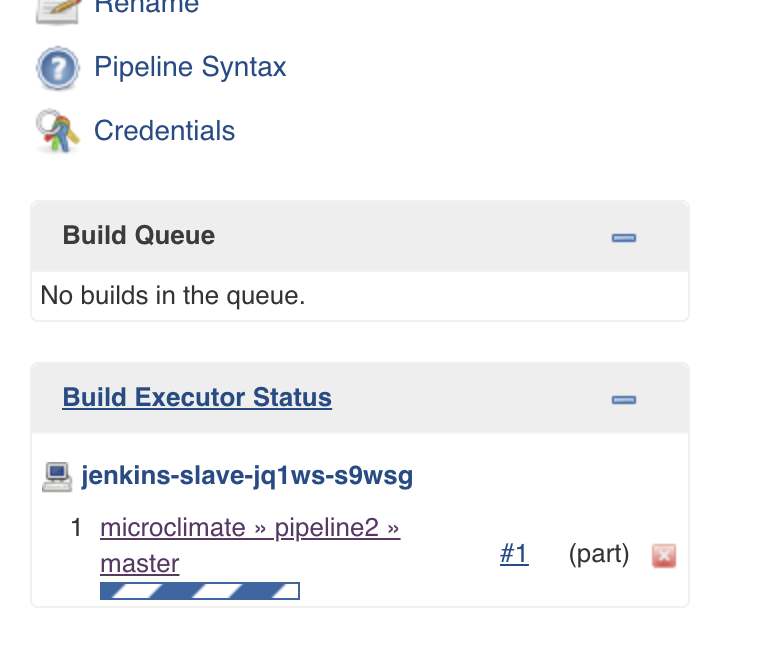 Rename
Pipeline Syntax
Credentials
Build Queue
No builds in the queue.
Build Executor Status
jenkins-slave-jq1ws-s9wsg
1 microclimate » pipeline2 »
master
#1 (part)